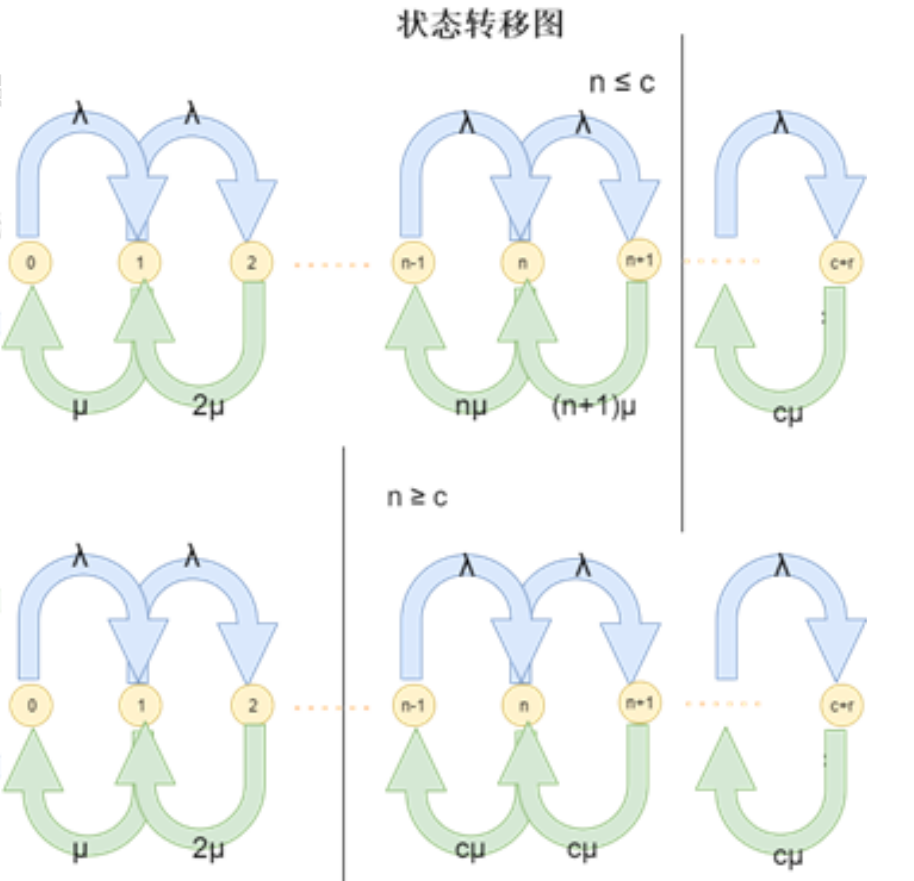 状态转移图
n ≤ c
λ λ λ λ λ
0 1 2 n-1 n n+1 c+r
μ 2μ nμ (n+1)μ cμ
n ≥ c
λ λ λ λ λ
0 1 2 n-1 n n+1 c+r
μ 2μ cμ cμ cμ